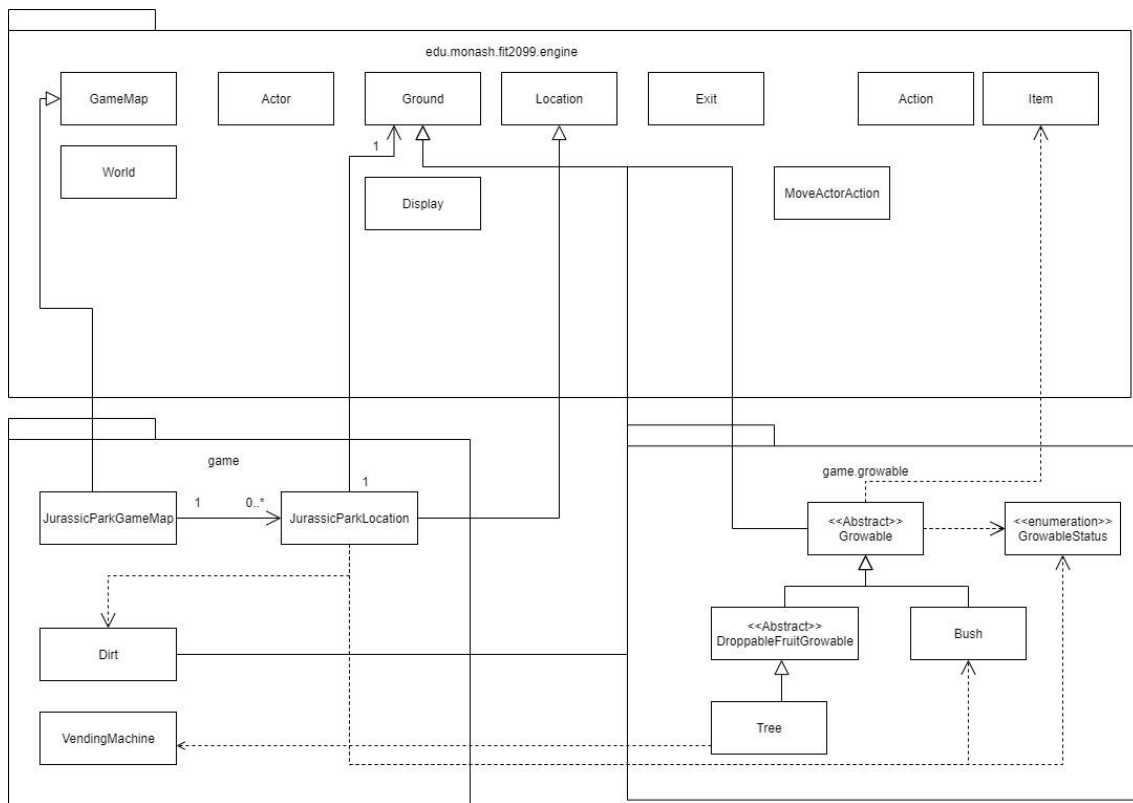 edu.monash.fit2099.engine
GameMap
Actor
Ground
Location
Exit
Action
Item
1
World
Display
MoveActorAction
game
game.growable
1
JurassicParkGameMap
1
0..*
JurassicParkLocation
<<Abstract>>
Growable
<<enumeration>>
GrowableStatus
Dirt
<<Abstract>>
DroppableFruitGrowable
Bush
VendingMachine
Tree